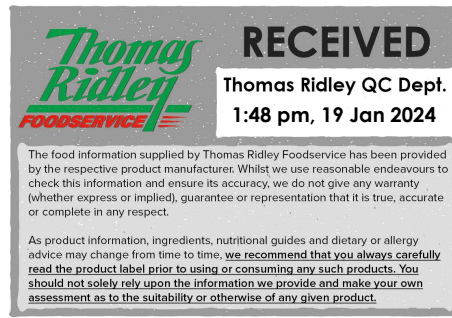 Thomas
Ridley
FOODSERVICE
RECEIVED
Thomas Ridley QC Dept.
1:48 pm, 19 Jan 2024
The food information supplied by Thomas Ridley Foodservice has been provided
by the respective product manufacturer. Whilst we use reasonable endeavours to
check this information and ensure its accuracy, we do not give any warranty
(whether express or implied), guarantee or representation that it is true, accurate
or complete in any respect.
As product information, ingredients, nutritional guides and dietary or allergy
advice may change from time to time, we recommend that you always carefully
read the product label prior to using or consuming any such products. You
should not solely rely upon the information we provide and make your own
assessment as to the suitability or otherwise of any given product.